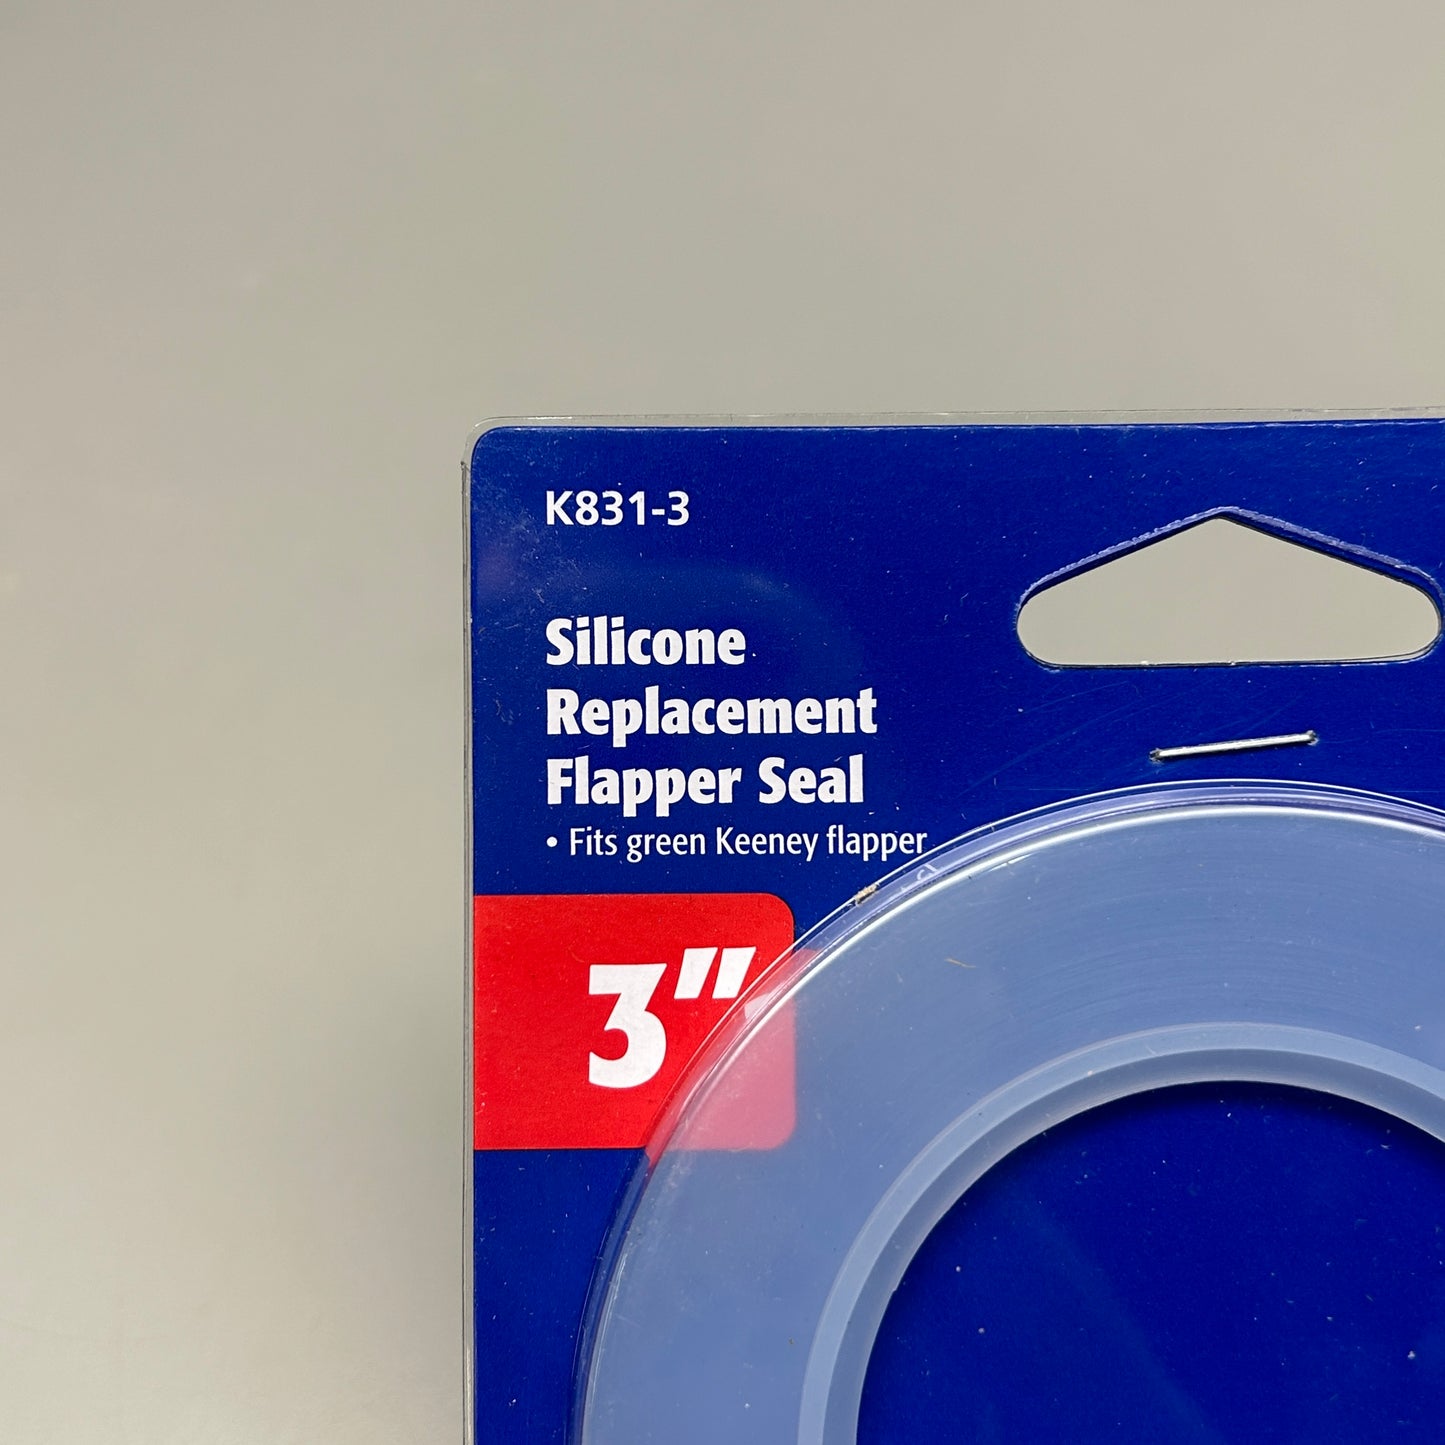 K831-3
Silicone
Replacement
Flapper Seal
• Fits green Keeney flapper
3"